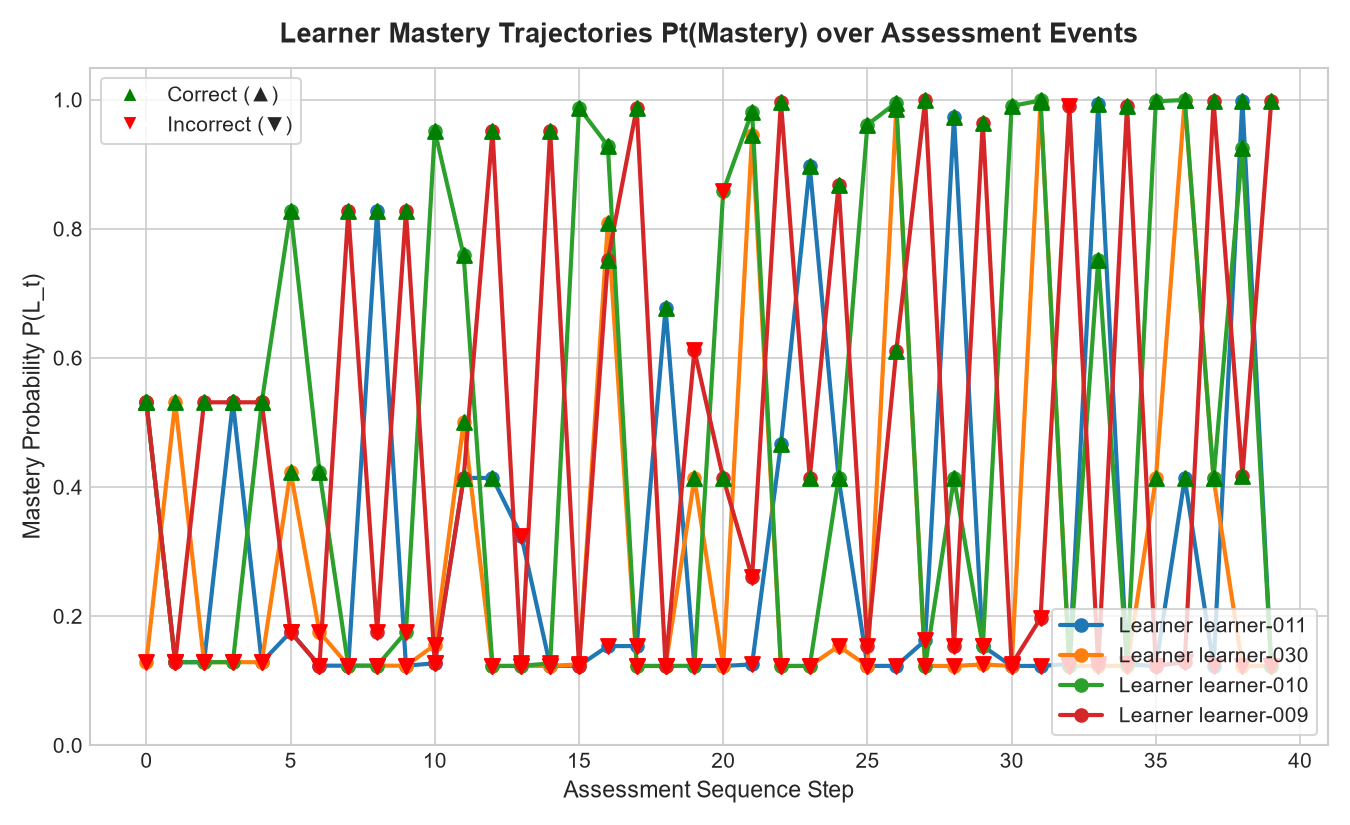 Learner Mastery Trajectories Pt(Mastery) over Assessment Events
Correct (▲)
Incorrect (▼)
Mastery Probability P(L_t)
1.0
0.8
0.6
0.4
0.2
0.0
Learner learner-011
Learner learner-030
Learner learner-010
Learner learner-009
0 5 10 15 20 25 30 35 40
Assessment Sequence Step